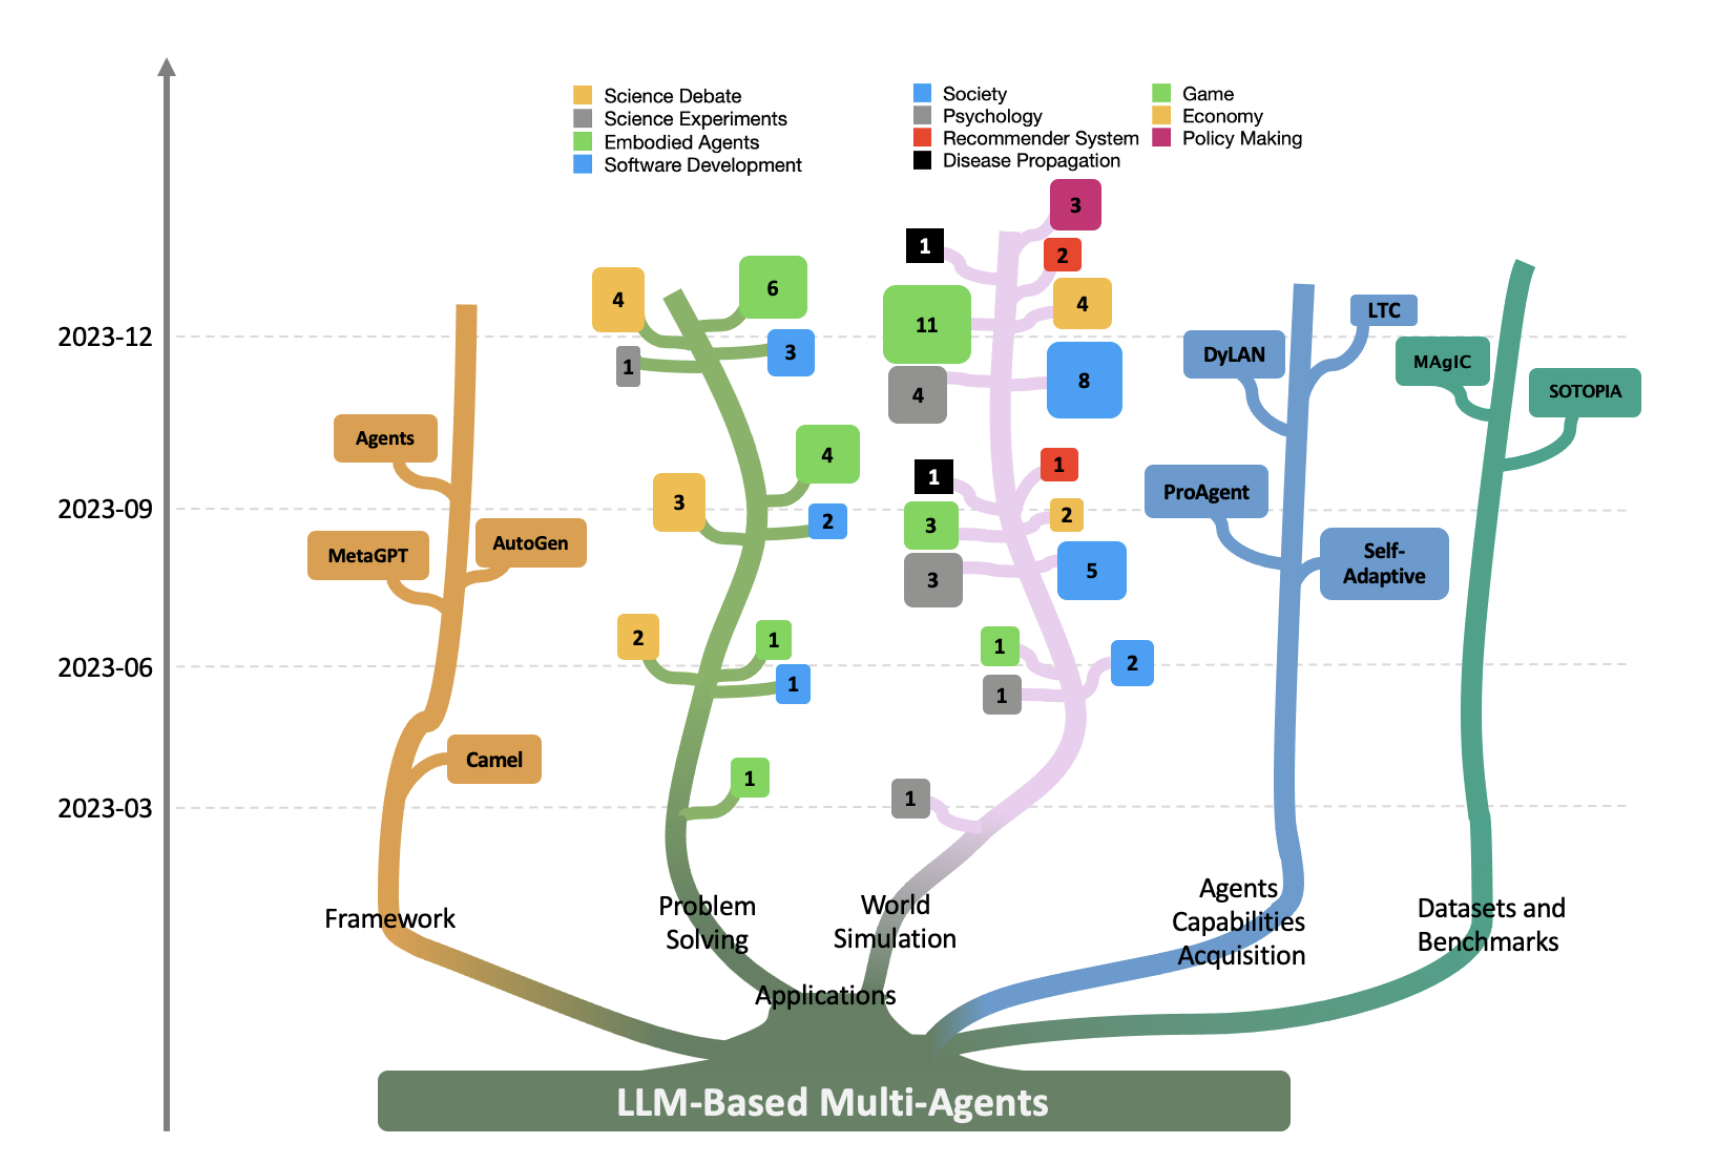 Science Debate
Science Experiments
Embodied Agents
Software Development
Society
Psychology
Recommender System
Disease Propagation
Game
Economy
Policy Making
3
1
2
4
6
11
4
2023-12
3
1
8
4
LTC
DyLAN
MAgIC
SOTOPIA
Agents
4
1
1
2023-09
3
2
3
2
ProAgent
MetaGPT
AutoGen
3
5
Self-
Adaptive
2023-06
2
1
1
1
2
1
Camel
2023-03
1
1
Framework
Problem
Solving
World
Simulation
Agents
Capabilities
Acquisition
Datasets and
Benchmarks
Applications
LLM-Based Multi-Agents